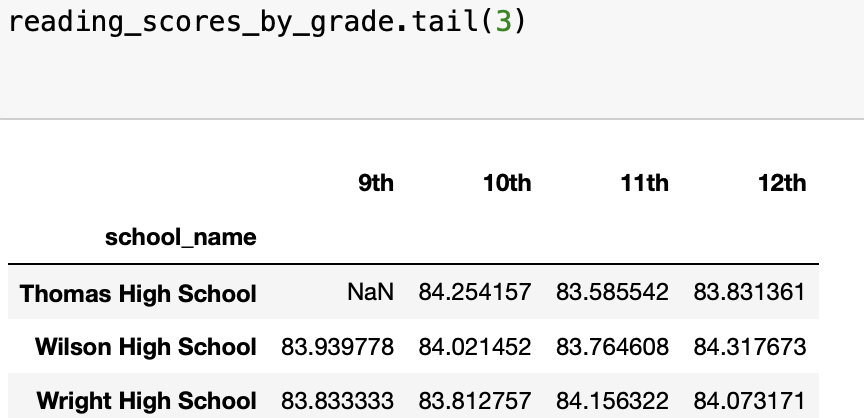 reading_scores_by_grade.tail(3)
9th 10th 11th 12th
school_name
Thomas High School NaN 84.254157 83.585542 83.831361
Wilson High School 83.939778 84.021452 83.764608 84.317673
Wright High School 83.833333 83.812757 84.156322 84.073171